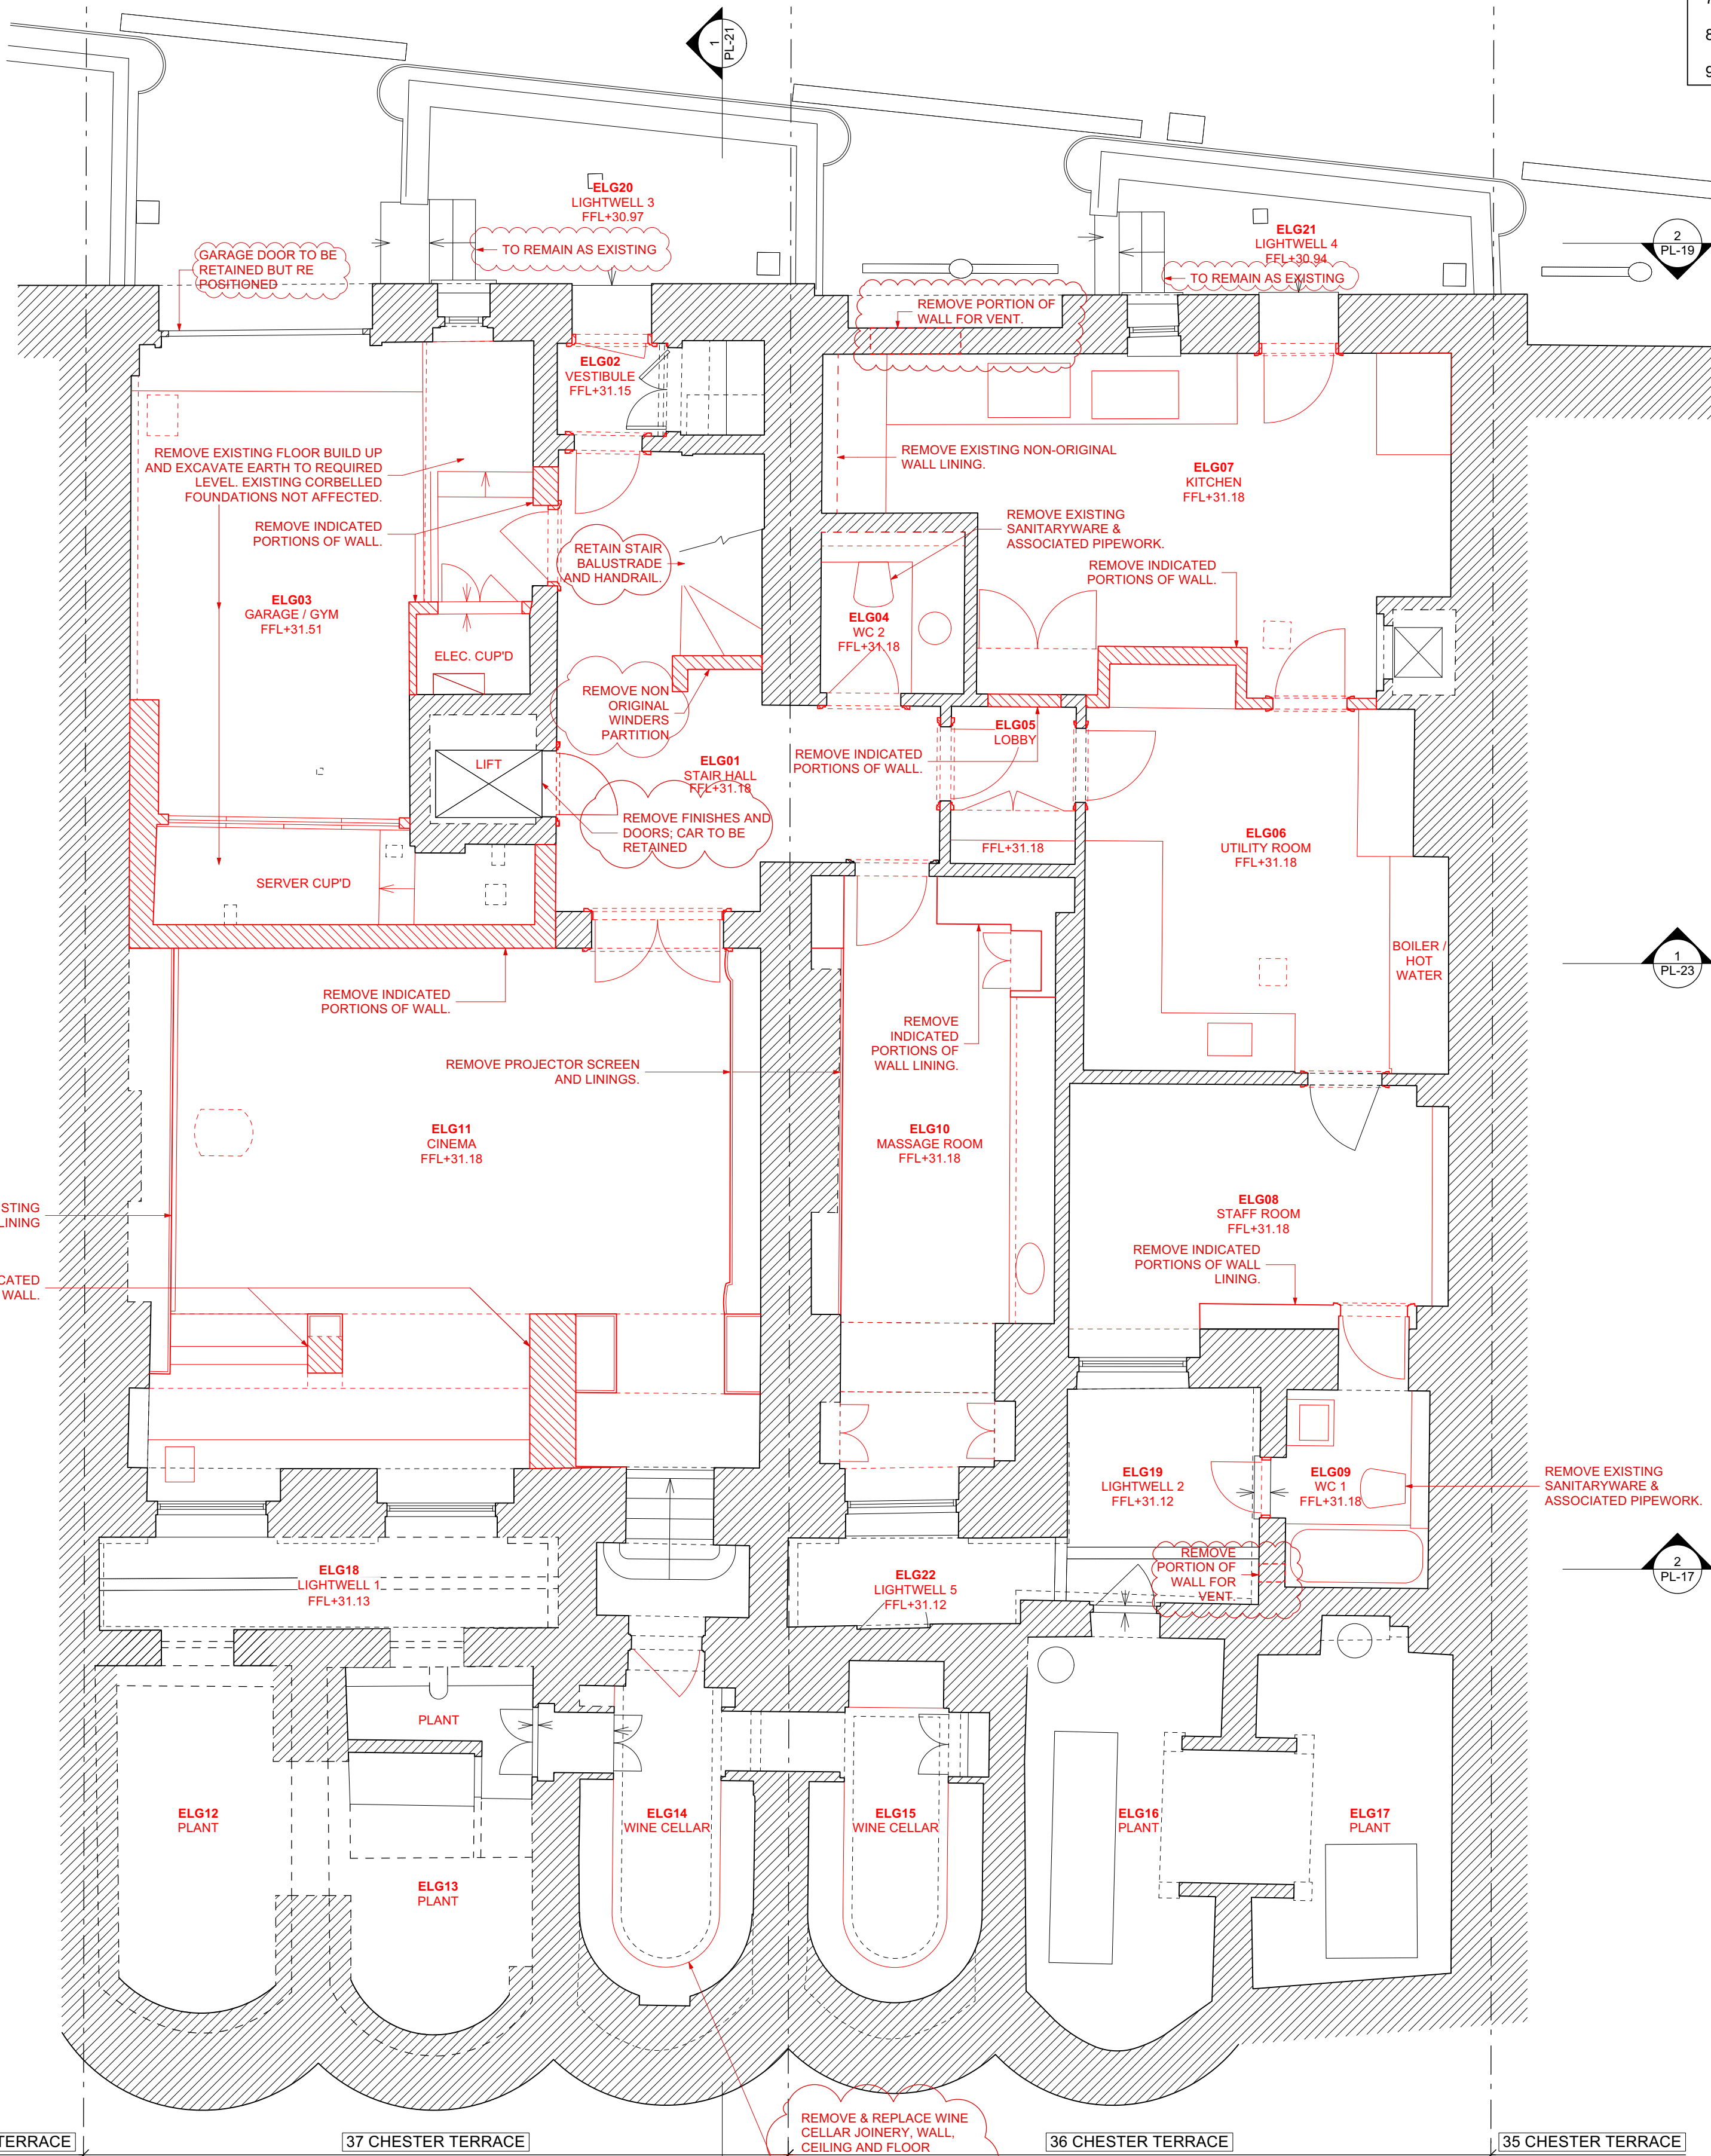 7
8
9
1
PL-21
ELG20
LIGHTWELL 3
FFL+30.97
TO REMAIN AS EXISTING
GARAGE DOOR TO BE
RETAINED BUT RE
POSITIONED
ELG21
LIGHTWELL 4
FFL+30.94
TO REMAIN AS EXISTING
2
PL-19
REMOVE PORTION OF
WALL FOR VENT.
ELG02
VESTIBULE
FFL+31.15
REMOVE EXISTING FLOOR BUILD UP
AND EXCAVATE EARTH TO REQUIRED
LEVEL. EXISTING CORBELLED
FOUNDATIONS NOT AFFECTED.
REMOVE INDICATED
PORTIONS OF WALL.
REMOVE EXISTING NON-ORIGINAL
WALL LINING.
ELG07
KITCHEN
FFL+31.18
REMOVE EXISTING
SANITARYWARE &
ASSOCIATED PIPEWORK.
REMOVE INDICATED
PORTIONS OF WALL.
RETAIN STAIR
BALUSTRADE
AND HANDRAIL.
ELG03
GARAGE / GYM
FFL+31.51
ELG04
WC 2
FFL+31.18
ELEC. CUP'D
REMOVE NON
ORIGINAL
WINDERS
PARTITION
ELG05
LOBBY
REMOVE INDICATED
PORTIONS OF WALL.
LIFT
ELG01
STAIR HALL
FFL+31.18
REMOVE FINISHES AND
DOORS; CAR TO BE
RETAINED
FFL+31.18
ELG06
UTILITY ROOM
FFL+31.18
SERVER CUP'D
BOILER /
HOT
WATER
1
PL-23
REMOVE INDICATED
PORTIONS OF WALL.
REMOVE
INDICATED
PORTIONS OF
WALL LINING.
REMOVE PROJECTOR SCREEN
AND LININGS.
ELG11
CINEMA
FFL+31.18
ELG10
MASSAGE ROOM
FFL+31.18
STING
LINING
ELG08
STAFF ROOM
FFL+31.18
REMOVE INDICATED
PORTIONS OF WALL
LINING.
CATED
WALL.
ELG19
LIGHTWELL 2
FFL+31.12
ELG09
WC 1
FFL+31.18
REMOVE EXISTING
SANITARYWARE &
ASSOCIATED PIPEWORK.
REMOVE
PORTION OF
WALL FOR
VENT.
2
PL-17
ELG18
LIGHTWELL 1
FFL+31.13
ELG22
LIGHTWELL 5
FFL+31.12
PLANT
ELG12
PLANT
ELG14
WINE CELLAR
ELG15
WINE CELLAR
ELG16
PLANT
ELG17
PLANT
ELG13
PLANT
REMOVE & REPLACE WINE
CELLAR JOINERY, WALL,
CEILING AND FLOOR
TERRACE
37 CHESTER TERRACE
36 CHESTER TERRACE
35 CHESTER TERRACE